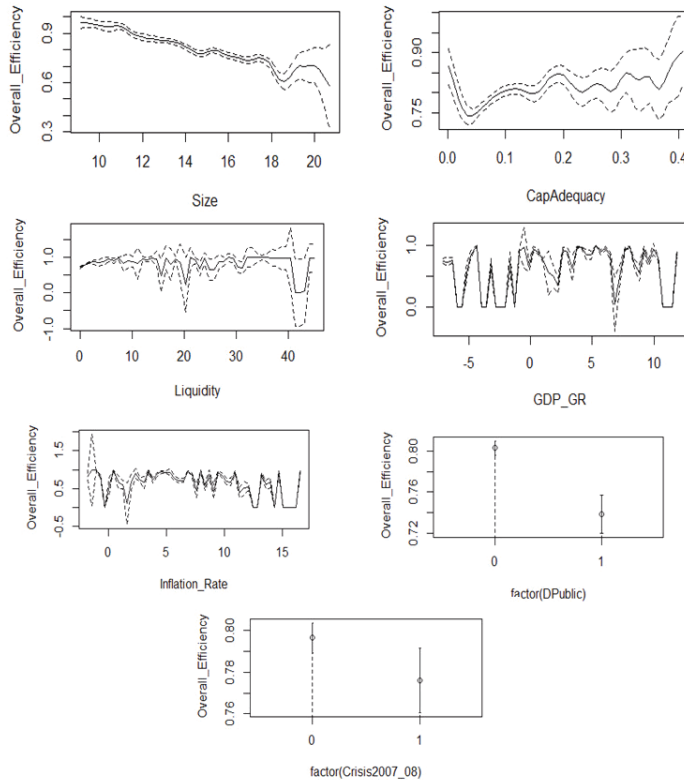 Overall_Efficiency
0.3 0.6 0.9
10 12 14 16 18 20
Size
Overall_Efficiency
0.75 0.90
0.0 0.1 0.2 0.3 0.4
CapAdequacy
Overall_Efficiency
-1.0 0.0 1.0
0 10 20 30 40
Liquidity
Overall_Efficiency
0.0 1.0
-5 0 5 10
GDP_GR
Overall_Efficiency
-0.5 0.5 1.5
0 5 10 15
Inflation_Rate
Overall_Efficiency
0.72 0.76 0.80
0 1
factor(DPublic)
Overall_Efficiency
0.76 0.78 0.80
0 1
factor(Crisis2007_08)